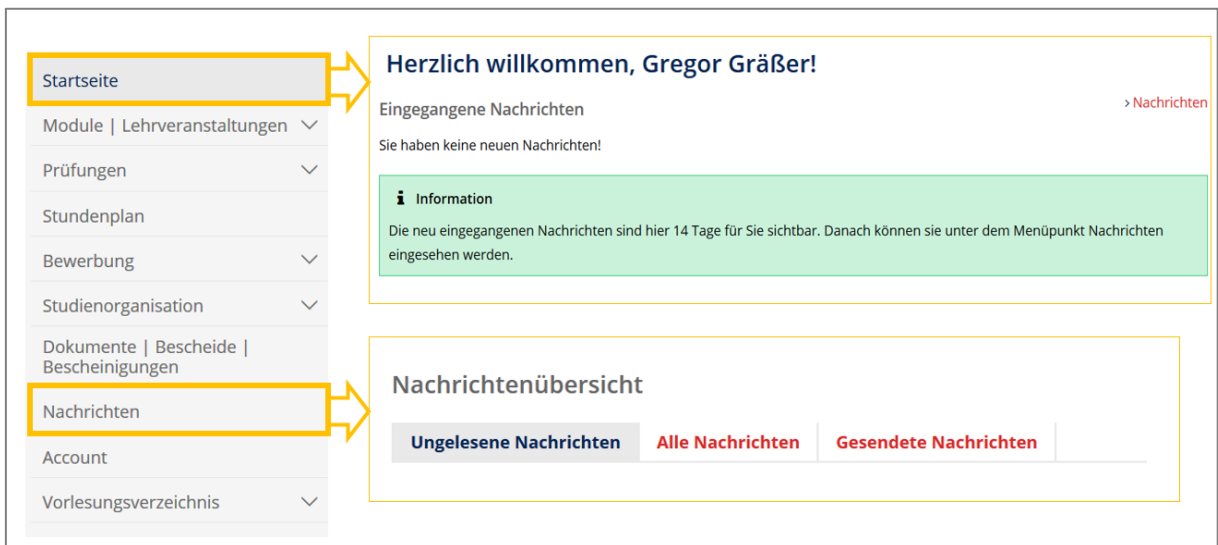 Startseite
Module | Lehrveranstaltungen
Prüfungen
Stundenplan
Bewerbung
Studienorganisation
Dokumente | Bescheide |
Bescheinigungen
Nachrichten
Account
Vorlesungsverzeichnis
Herzlich willkommen, Gregor Gräßer!
Eingegangene Nachrichten
> Nachrichten
Sie haben keine neuen Nachrichten!
i Information
Die neu eingegangenen Nachrichten sind hier 14 Tage für Sie sichtbar. Danach können sie unter dem Menüpunkt Nachrichten
eingesehen werden.
Nachrichtenübersicht
Ungelesene Nachrichten Alle Nachrichten Gesendete Nachrichten